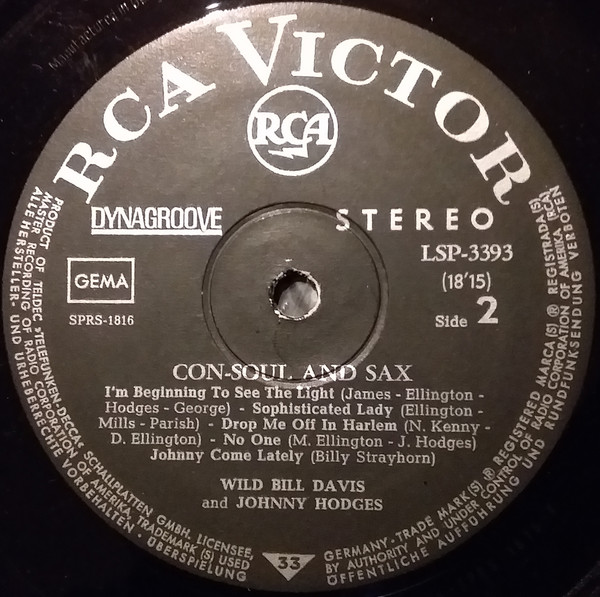 RCA VICTOR
RCA
DYNAGROOVE
STEREO
LSP-3393
GEMA
(18'15)
SPRS-1816
Side 2
CON-SOUL AND SAX
I'm Beginning To See The Light (James - Ellington -
Hodges - George) - Sophisticated Lady (Ellington -
Mills - Parish) - Drop Me Off In Harlem (N. Kenny -
D. Ellington) - No One (M. Ellington - J. Hodges)
Johnny Come Lately (Billy Strayhorn)
WILD BILL DAVIS
and JOHNNY HODGES
33
PRODUCT OF TELDEC »TELEFUNKEN-DECCA« SCHALLPLATTEN GMBH. LICENSEE,
MASTER RECORDING OF RADIO CORPORATION OF AMERICA, TRADEMARK (S) USED
ALLE HERSTELLER- UND URHEBERRECHTE VORBEHALTEN · ÜBERSPIELUNG
GERMANY - TRADE MARK (S) ® REGISTERED MARCA (S) ® REGISTRADA (S)
BY AUTHORITY AND UNDER CONTROL OF RADIO CORPORATION OF AMERIKA (RCA)
ÖFFENTLICHE AUFFÜHRUNG UND RUNDFUNKSENDUNG VERBOTEN